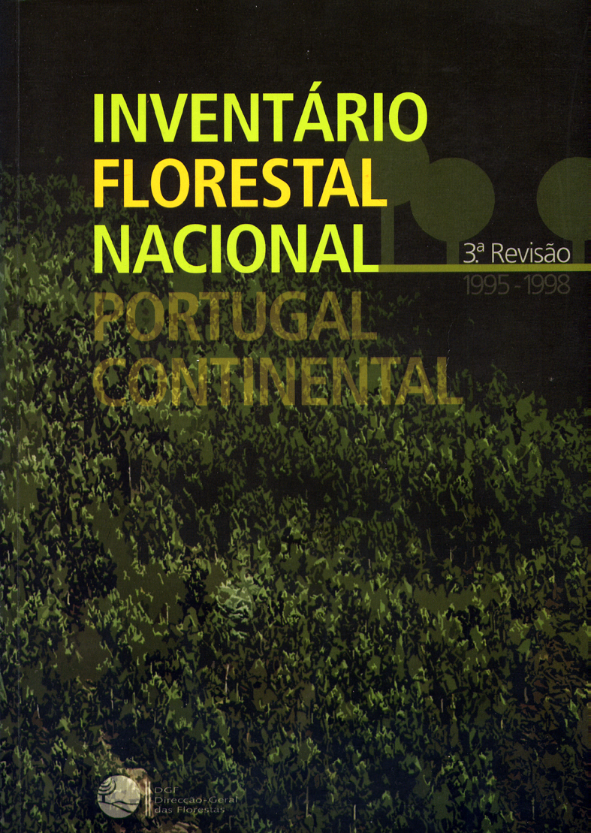 INVENTÁRIO
FLORESTAL
NACIONAL
3.ª Revisão
1995 - 1998
PORTUGAL
CONTINENTAL
DGF
Direcção-Geral
das Florestas